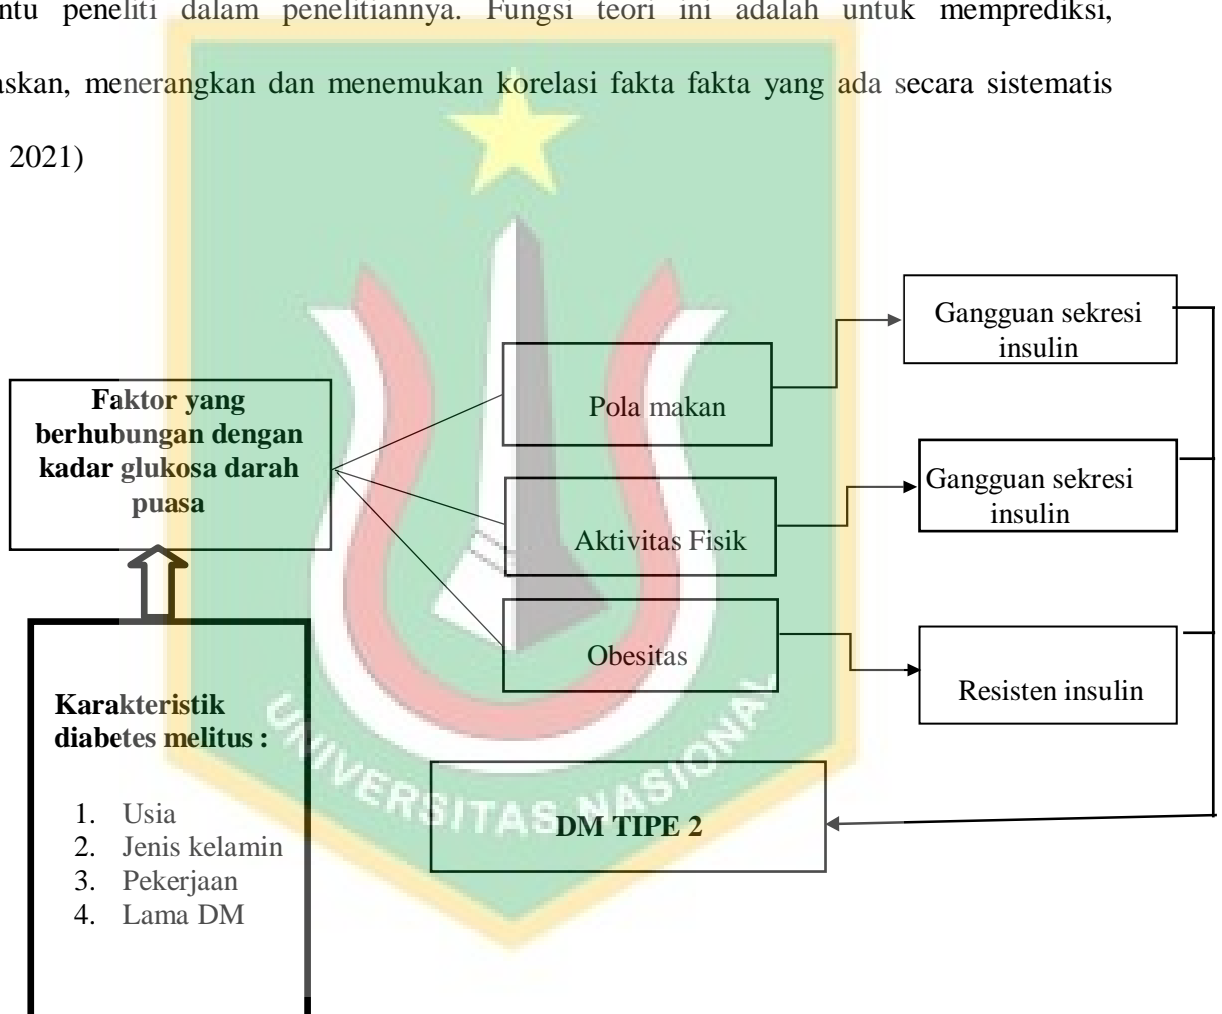 peneliti dalam penelitiannya. Fungsi teori ini adalah untuk memprediksi,
menerangkan dan menemukan korelasi fakta fakta yang ada secara sistematis
2021)
Gangguan sekresi
insulin
Pola makan
Faktor yang
berhubungan dengan
kadar glukosa darah
puasa
Gangguan sekresi
insulin
Aktivitas Fisik
Obesitas
Resisten insulin
Karakteristik
diabetes melitus :
1. Usia
2. Jenis kelamin
3. Pekerjaan
4. Lama DM
DM TIPE 2
UNIVERSITAS NASIONAL